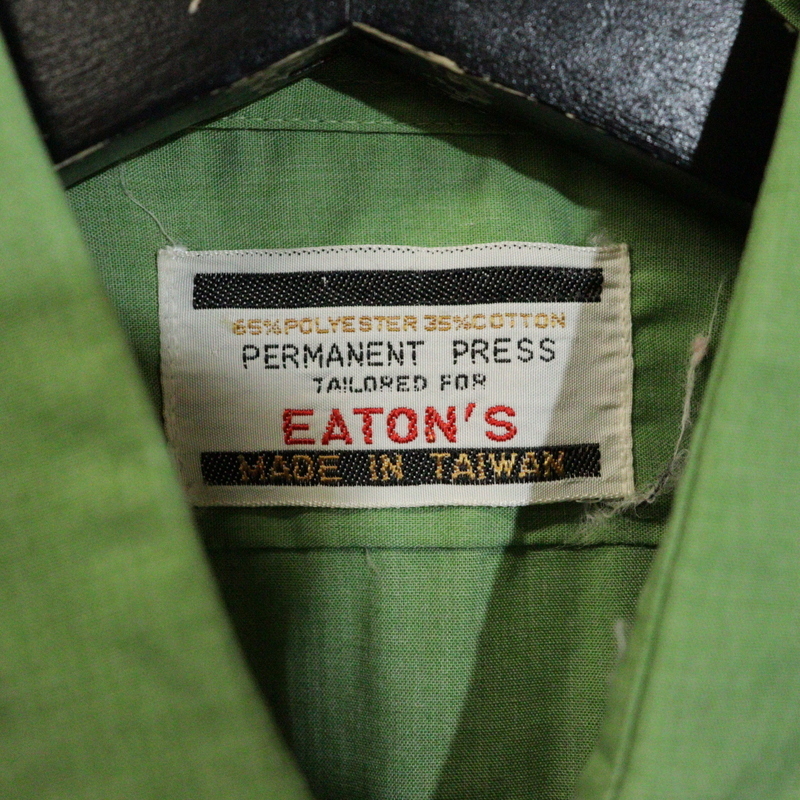 65%POLYESTER 35%COTTON
PERMANENT PRESS
TAILORED FOR
EATON'S
MADE IN TAIWAN